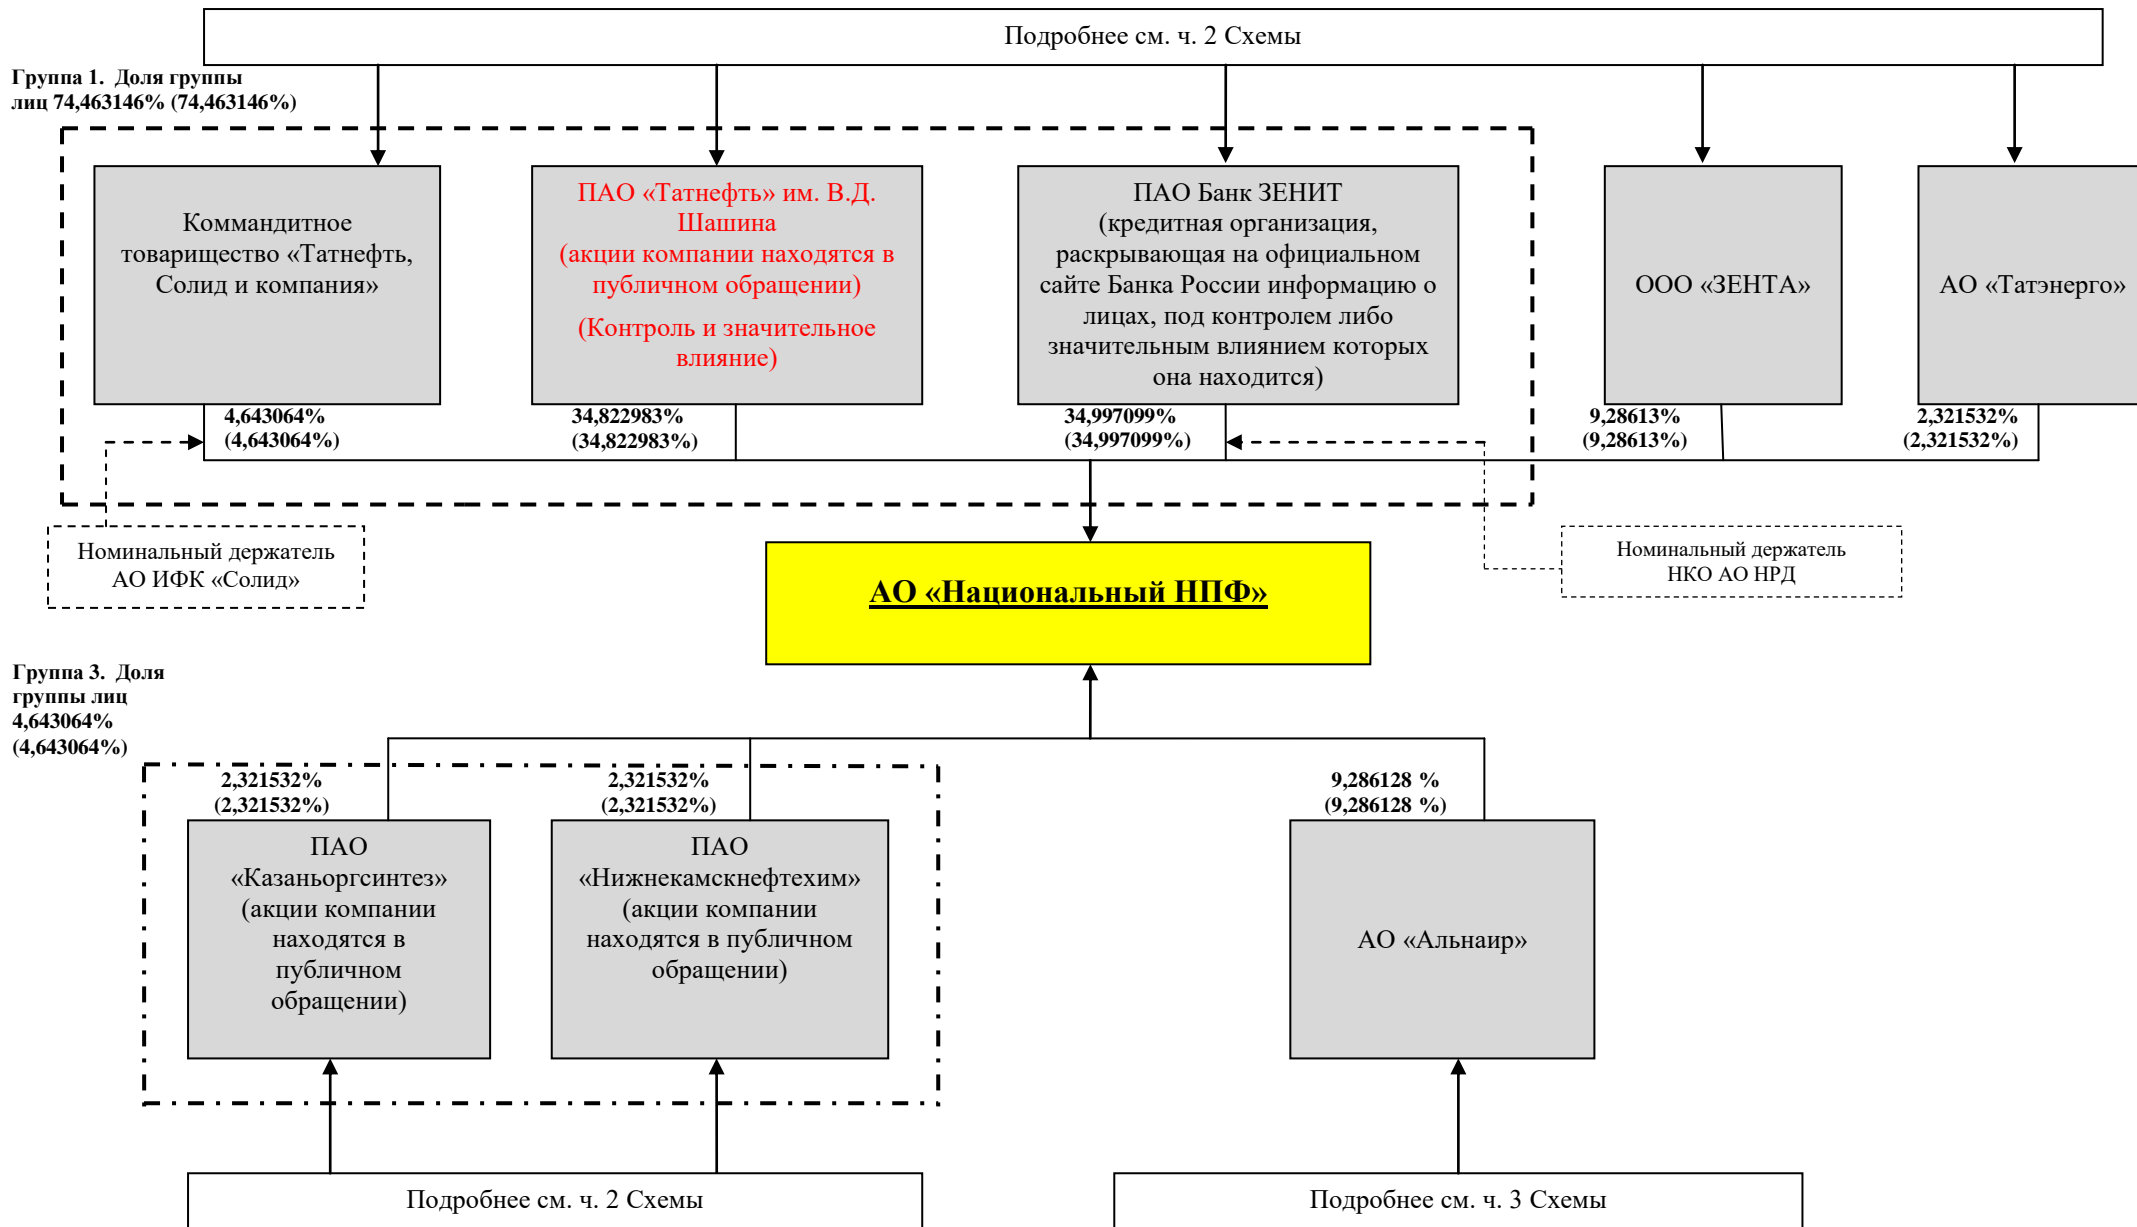 Подробнее см. ч. 2 Схемы
Группа 1.  Доля группы
лиц 74,463146% (74,463146%)
Коммандитное
товарищество «Татнефть,
Солид и компания»
ПАО «Татнефть» им. В.Д.
Шашина
(акции компании находятся в
публичном обращении)
(Контроль и значительное
влияние)
ПАО Банк ЗЕНИТ
(кредитная организация,
раскрывающая на официальном
сайте Банка России информацию о
лицах, под контролем либо
значительным влиянием которых
она находится)
ООО «ЗЕНТА»
АО «Татэнерго»
4,643064%
(4,643064%)
34,822983%
(34,822983%)
34,997099%
(34,997099%)
9,28613%
(9,28613%)
2,321532%
(2,321532%)
Номинальный держатель
АО ИФК «Солид»
Номинальный держатель
НКО АО НРД
АО «Национальный НПФ»
Группа 3.  Доля
группы лиц
4,643064%
(4,643064%)
2,321532%
(2,321532%)
2,321532%
(2,321532%)
9,286128 %
(9,286128 %)
ПАО
«Казаньоргсинтез»
(акции компании
находятся в
публичном
обращении)
ПАО
«Нижнекамскнефтехим»
(акции компании
находятся в публичном
обращении)
АО «Альнаир»
Подробнее см. ч. 2 Схемы
Подробнее см. ч. 3 Схемы